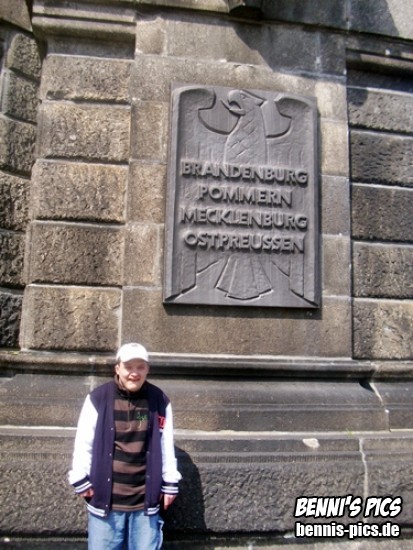 BRANDENBURG
POMMERN
MECKLENBURG
OSTPREUSSEN
BENNI'S PICS
bennis-pics.de